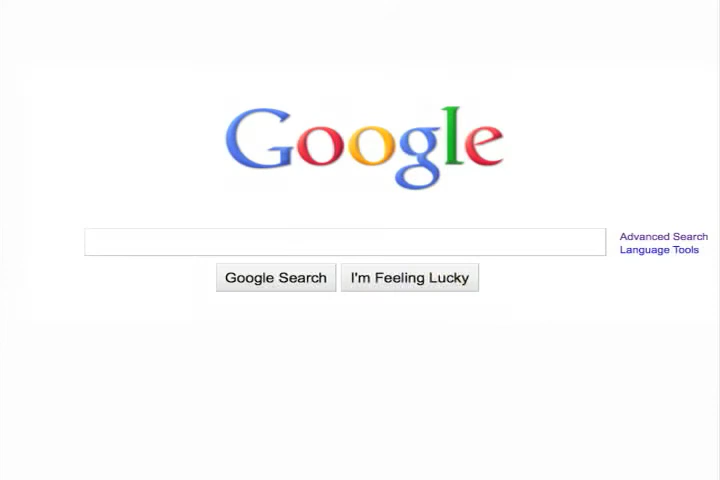 Google
Advanced Search
Language Tools
Google Search
I'm Feeling Lucky